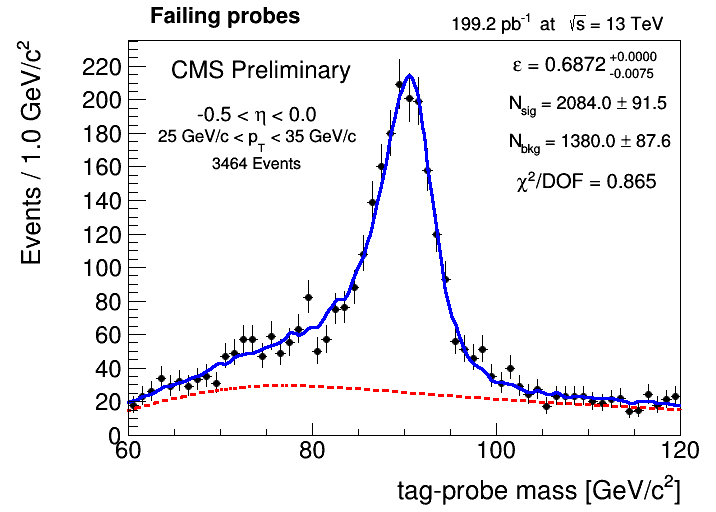 Failing probes
199.2 pb⁻¹ at √s = 13 TeV
CMS Preliminary
-0.5 < η < 0.0
25 GeV/c < p_T < 35 GeV/c
3464 Events
ε = 0.6872 +0.0000 -0.0075
N_sig = 2084.0 ± 91.5
N_bkg = 1380.0 ± 87.6
χ²/DOF = 0.865
Events / 1.0 GeV/c²
220
200
180
160
140
120
100
80
60
40
20
0
60 80 100 120
tag-probe mass [GeV/c²]